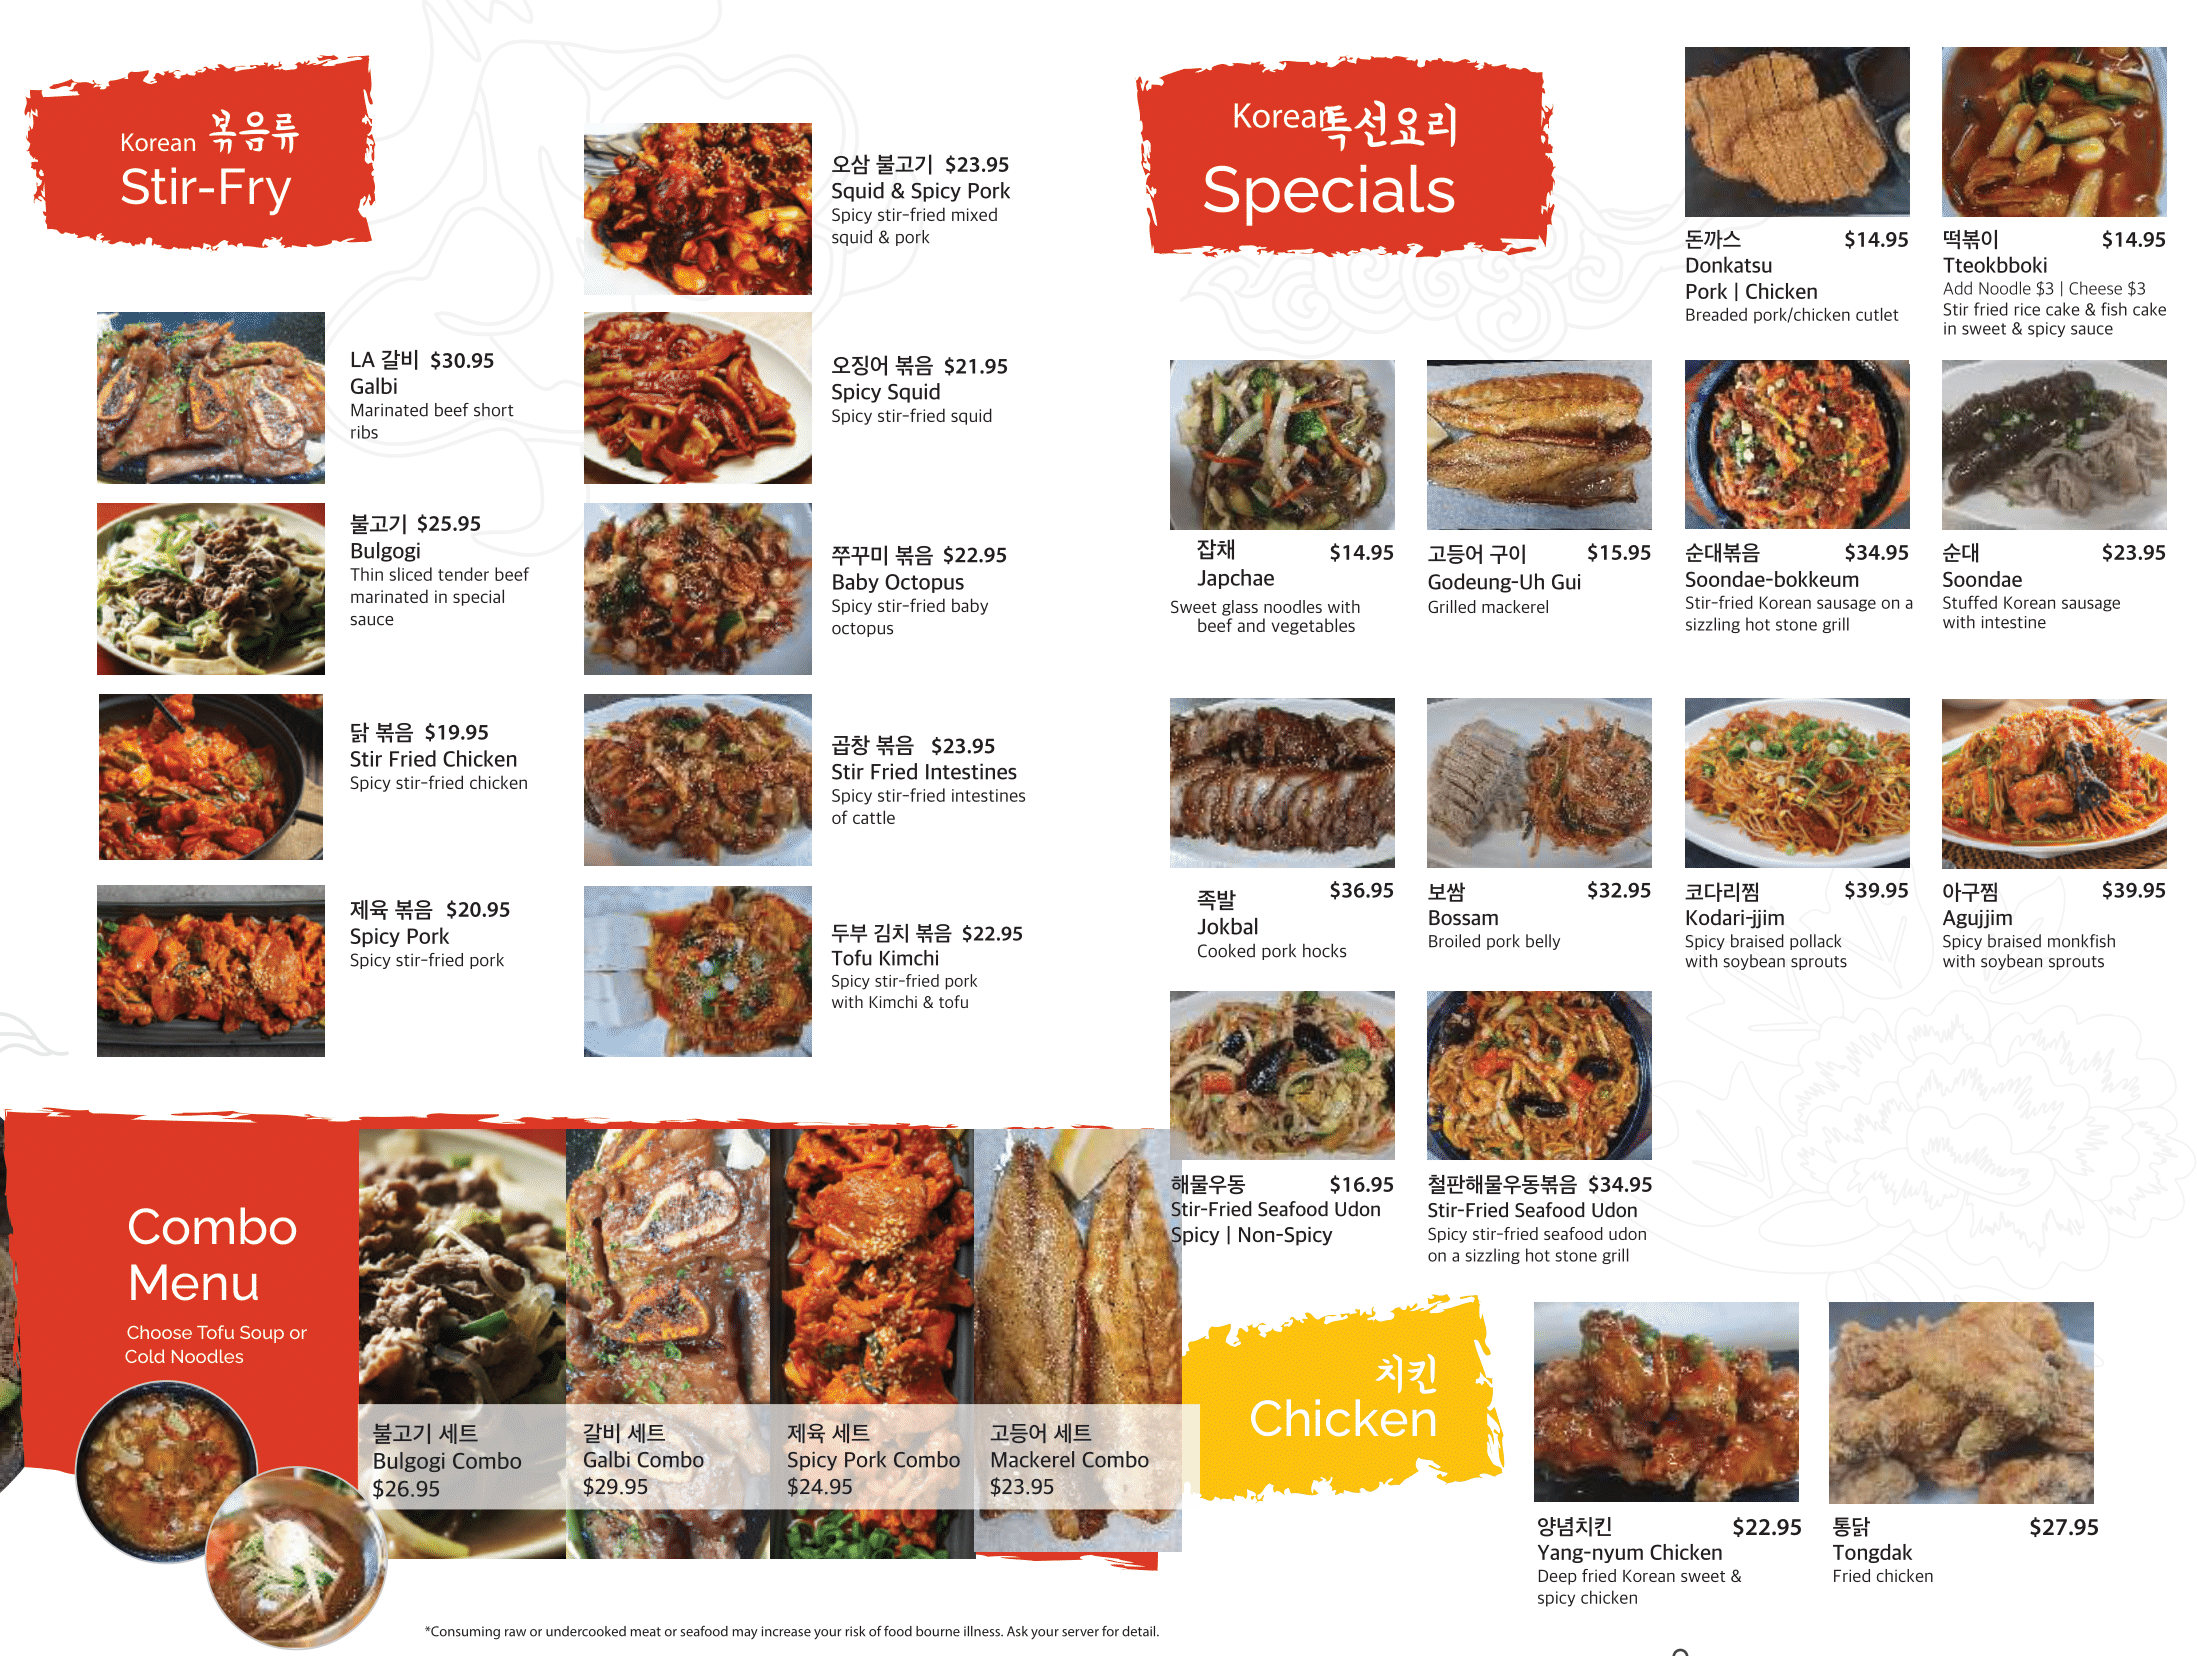 Korean 볶음류
Stir-Fry
LA 갈비 $30.95
Galbi
Marinated beef short
ribs
불고기 $25.95
Bulgogi
Thin sliced tender beef
marinated in special
sauce
닭 볶음 $19.95
Stir Fried Chicken
Spicy stir-fried chicken
제육 볶음 $20.95
Spicy Pork
Spicy stir-fried pork
오삼 불고기 $23.95
Squid & Spicy Pork
Spicy stir-fried mixed
squid & pork
오징어 볶음 $21.95
Spicy Squid
Spicy stir-fried squid
쭈꾸미 볶음 $22.95
Baby Octopus
Spicy stir-fried baby
octopus
곱창 볶음 $23.95
Stir Fried Intestines
Spicy stir-fried intestines
of cattle
두부 김치 볶음 $22.95
Tofu Kimchi
Spicy stir-fried pork
with Kimchi & tofu
Combo
Menu
Choose Tofu Soup or
Cold Noodles
불고기 세트
Bulgogi Combo
$26.95
갈비 세트
Galbi Combo
$29.95
제육 세트
Spicy Pork Combo
$24.95
고등어 세트
Mackerel Combo
$23.95
*Consuming raw or undercooked meat or seafood may increase your risk of food bourne illness. Ask your server for detail.
Korean 특선요리
Specials
돈까스 $14.95
Donkatsu
Pork | Chicken
Breaded pork/chicken cutlet
떡볶이 $14.95
Tteokbboki
Add Noodle $3 | Cheese $3
Stir fried rice cake & fish cake
in sweet & spicy sauce
잡채 $14.95
Japchae
Sweet glass noodles with
beef and vegetables
고등어 구이 $15.95
Godeung-Uh Gui
Grilled mackerel
순대볶음 $34.95
Soondae-bokkeum
Stir-fried Korean sausage on a
sizzling hot stone grill
순대 $23.95
Soondae
Stuffed Korean sausage
with intestine
족발 $36.95
Jokbal
Cooked pork hocks
보쌈 $32.95
Bossam
Broiled pork belly
코다리찜 $39.95
Kodari-jjim
Spicy braised pollack
with soybean sprouts
아구찜 $39.95
Agujjim
Spicy braised monkfish
with soybean sprouts
해물우동 $16.95
Stir-Fried Seafood Udon
Spicy | Non-Spicy
철판해물우동볶음 $34.95
Stir-Fried Seafood Udon
Spicy stir-fried seafood udon
on a sizzling hot stone grill
치킨
Chicken
양념치킨 $22.95
Yang-nyum Chicken
Deep fried Korean sweet &
spicy chicken
통닭 $27.95
Tongdak
Fried chicken